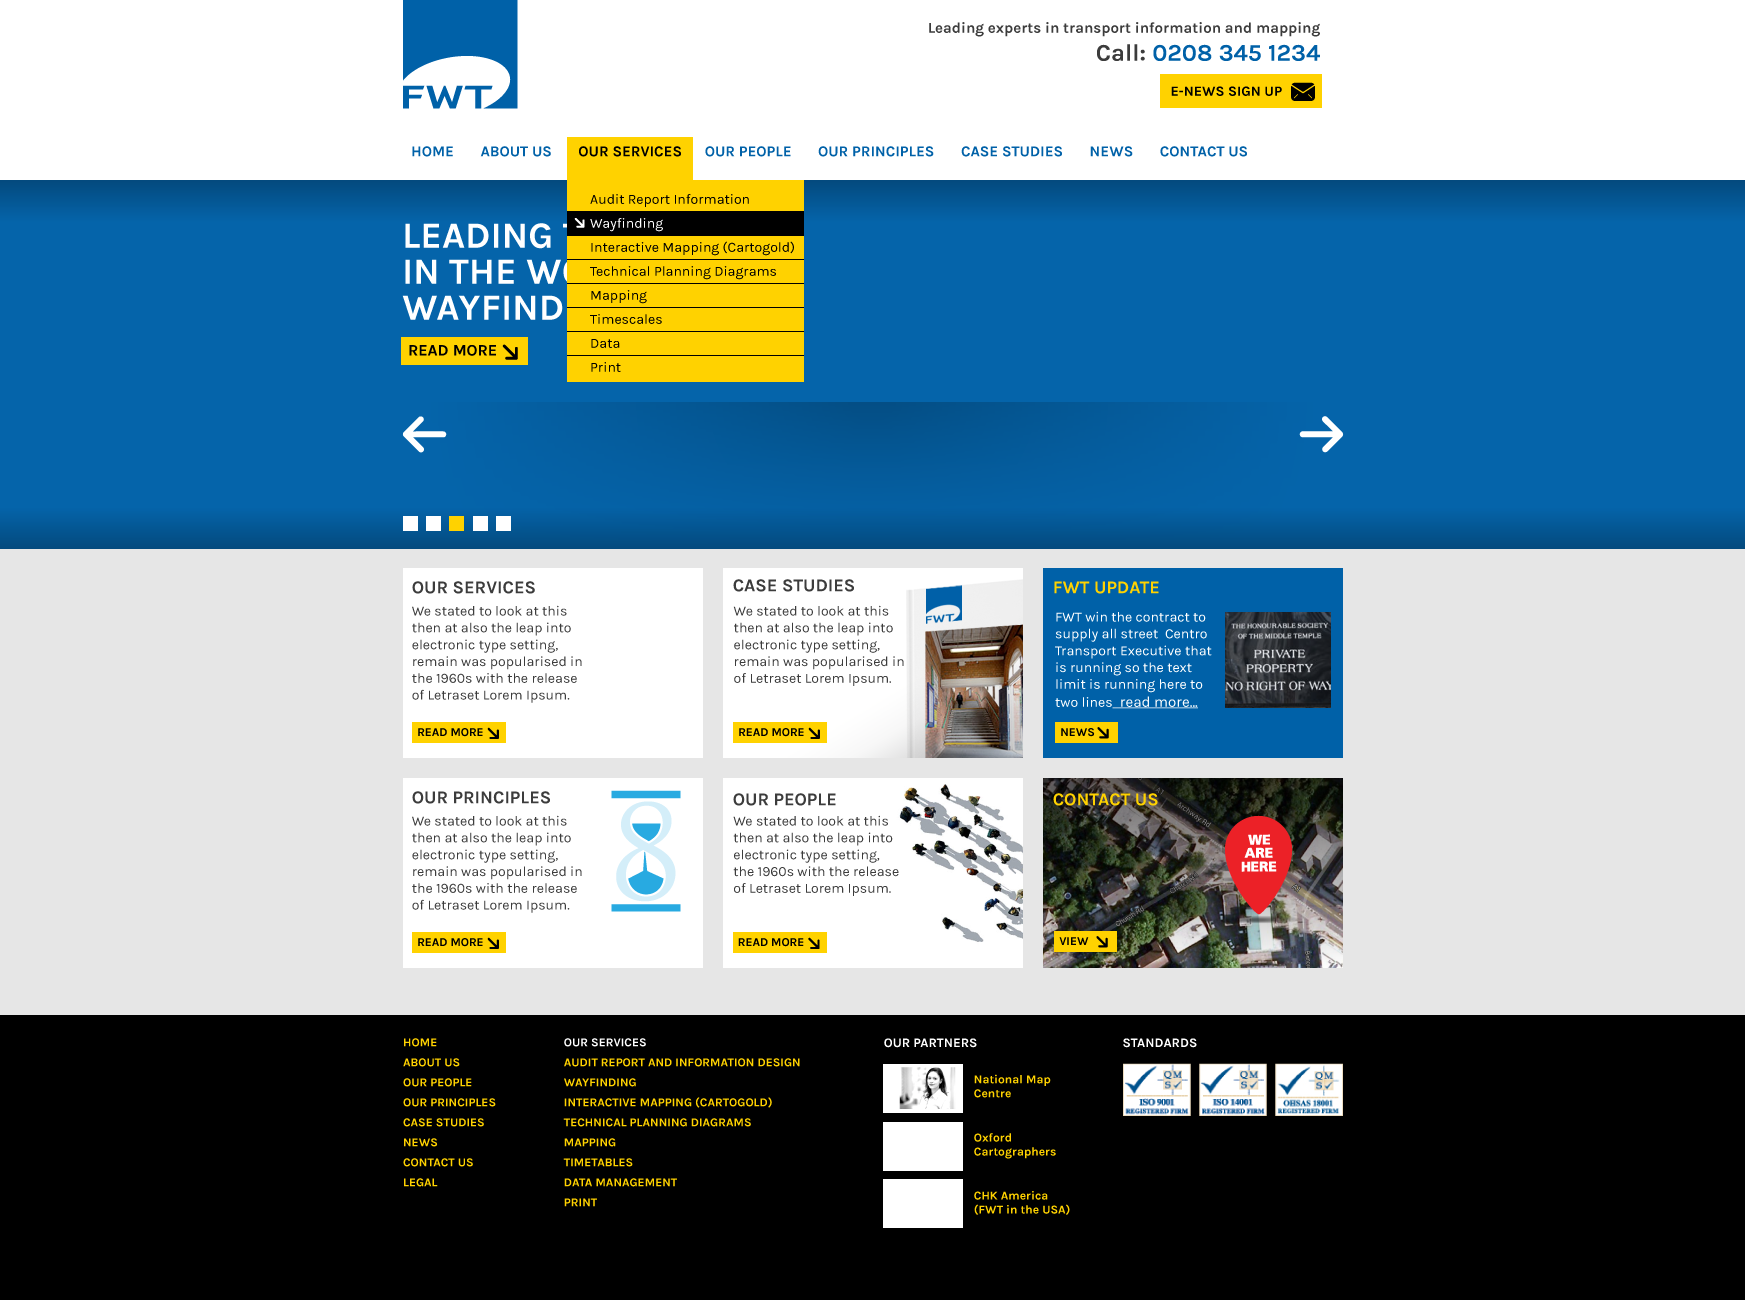 FWT
Leading experts in transport information and mapping
Call: 0208 345 1234
E-NEWS SIGN UP
HOME ABOUT US OUR SERVICES OUR PEOPLE OUR PRINCIPLES CASE STUDIES NEWS CONTACT US
Audit Report Information
Wayfinding
Interactive Mapping (Cartogold)
Technical Planning Diagrams
Mapping
Timescales
Data
Print
LEADING
IN THE
WAYFIND
READ MORE
OUR SERVICES
We stated to look at this
then at also the leap into
electronic type setting,
remain was popularised in
the 1960s with the release
of Letraset Lorem Ipsum.
READ MORE
CASE STUDIES
We stated to look at this
then at also the leap into
electronic type setting,
remain was popularised in
of Letraset Lorem Ipsum.
READ MORE
FWT
FWT UPDATE
FWT win the contract to
supply all street Centro
Transport Executive that
is running so the text
limit is running here to
two lines read more...
NEWS
THE HONOURABLE SOCIETY
OF THE MIDDLE TEMPLE
PRIVATE
PROPERTY
NO RIGHT OF WAY
OUR PRINCIPLES
We stated to look at this
then at also the leap into
electronic type setting,
remain was popularised in
the 1960s with the release
of Letraset Lorem Ipsum.
READ MORE
OUR PEOPLE
We stated to look at this
then at also the leap into
electronic type setting,
the 1960s with the release
of Letraset Lorem Ipsum.
READ MORE
CONTACT US
Archway Rd
WE
ARE
HERE
Church Rd
VIEW
HOME
ABOUT US
OUR PEOPLE
OUR PRINCIPLES
CASE STUDIES
NEWS
CONTACT US
LEGAL
OUR SERVICES
AUDIT REPORT AND INFORMATION DESIGN
WAYFINDING
INTERACTIVE MAPPING (CARTOGOLD)
TECHNICAL PLANNING DIAGRAMS
MAPPING
TIMETABLES
DATA MANAGEMENT
PRINT
OUR PARTNERS
National Map
Centre
Oxford
Cartographers
CHK America
(FWT in the USA)
STANDARDS
QMS
ISO 9001
REGISTERED FIRM
QMS
ISO 14001
REGISTERED FIRM
QMS
OHSAS 18001
REGISTERED FIRM